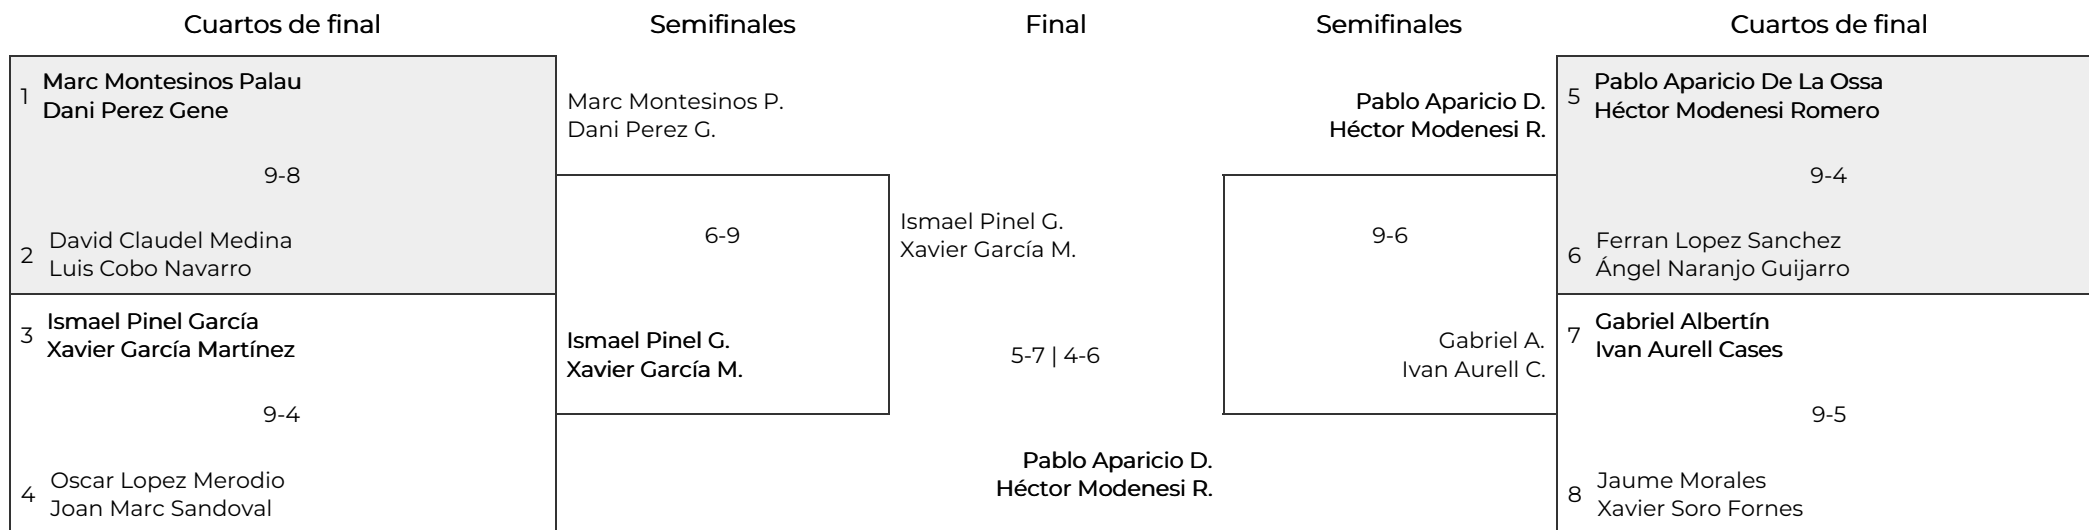 Cuartos de final
Semifinales
Final
Semifinales
Cuartos de final
1
Marc Montesinos Palau
Dani Perez Gene
9-8
2
David Claudel Medina
Luis Cobo Navarro
3
Ismael Pinel García
Xavier García Martínez
9-4
4
Oscar Lopez Merodio
Joan Marc Sandoval
Marc Montesinos P.
Dani Perez G.
6-9
Ismael Pinel G.
Xavier García M.
Ismael Pinel G.
Xavier García M.
5-7 | 4-6
Pablo Aparicio D.
Héctor Modenesi R.
Pablo Aparicio D.
Héctor Modenesi R.
9-6
Gabriel A.
Ivan Aurell C.
5
Pablo Aparicio De La Ossa
Héctor Modenesi Romero
9-4
6
Ferran Lopez Sanchez
Ángel Naranjo Guijarro
7
Gabriel Albertín
Ivan Aurell Cases
9-5
8
Jaume Morales
Xavier Soro Fornes